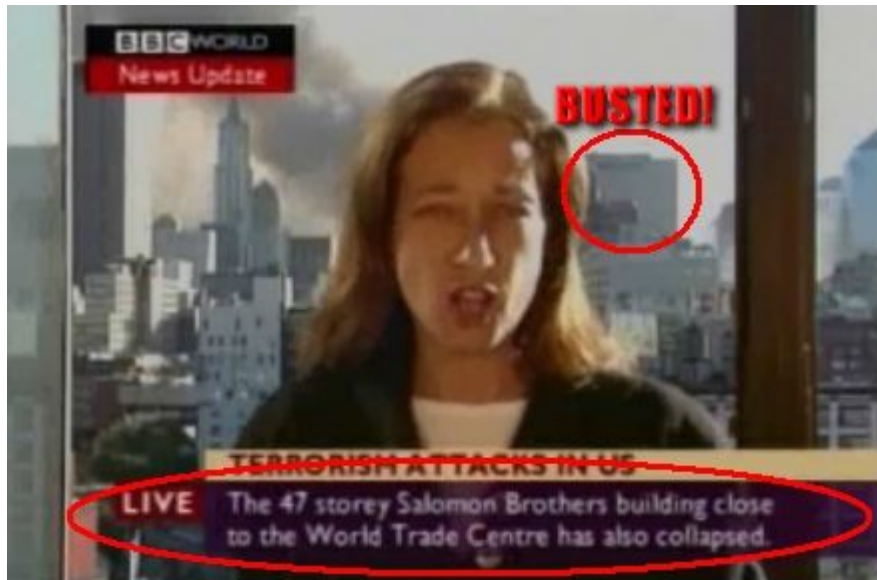 BBC WORLD
News Update
BUSTED!
TERRORISM ATTACKS IN US
LIVE
The 47 storey Salomon Brothers building close
to the World Trade Centre has also collapsed.